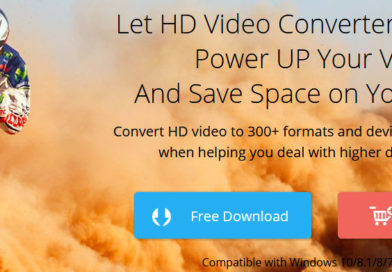 Let HD Video Converter
Power UP Your V
And Save Space on Yo
Convert HD video to 300+ formats and devi
when helping you deal with higher d
Free Download
Compatible with Windows 10/8.1/8/7